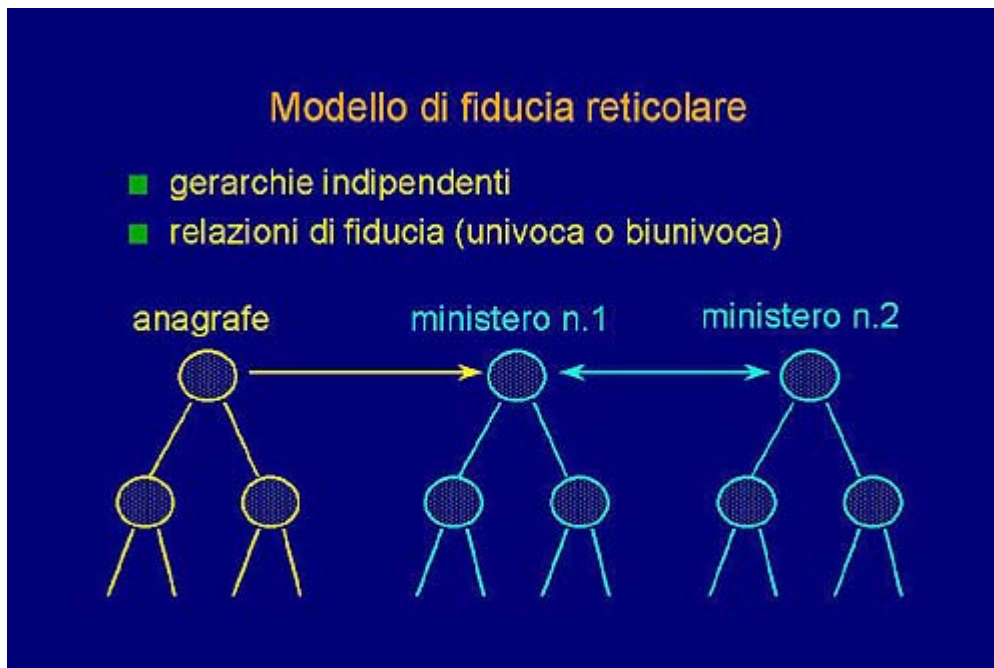 Modello di fiducia reticolare
gerarchie indipendenti
relazioni di fiducia (univoca o biunivoca)
anagrafe
ministero n.1
ministero n.2